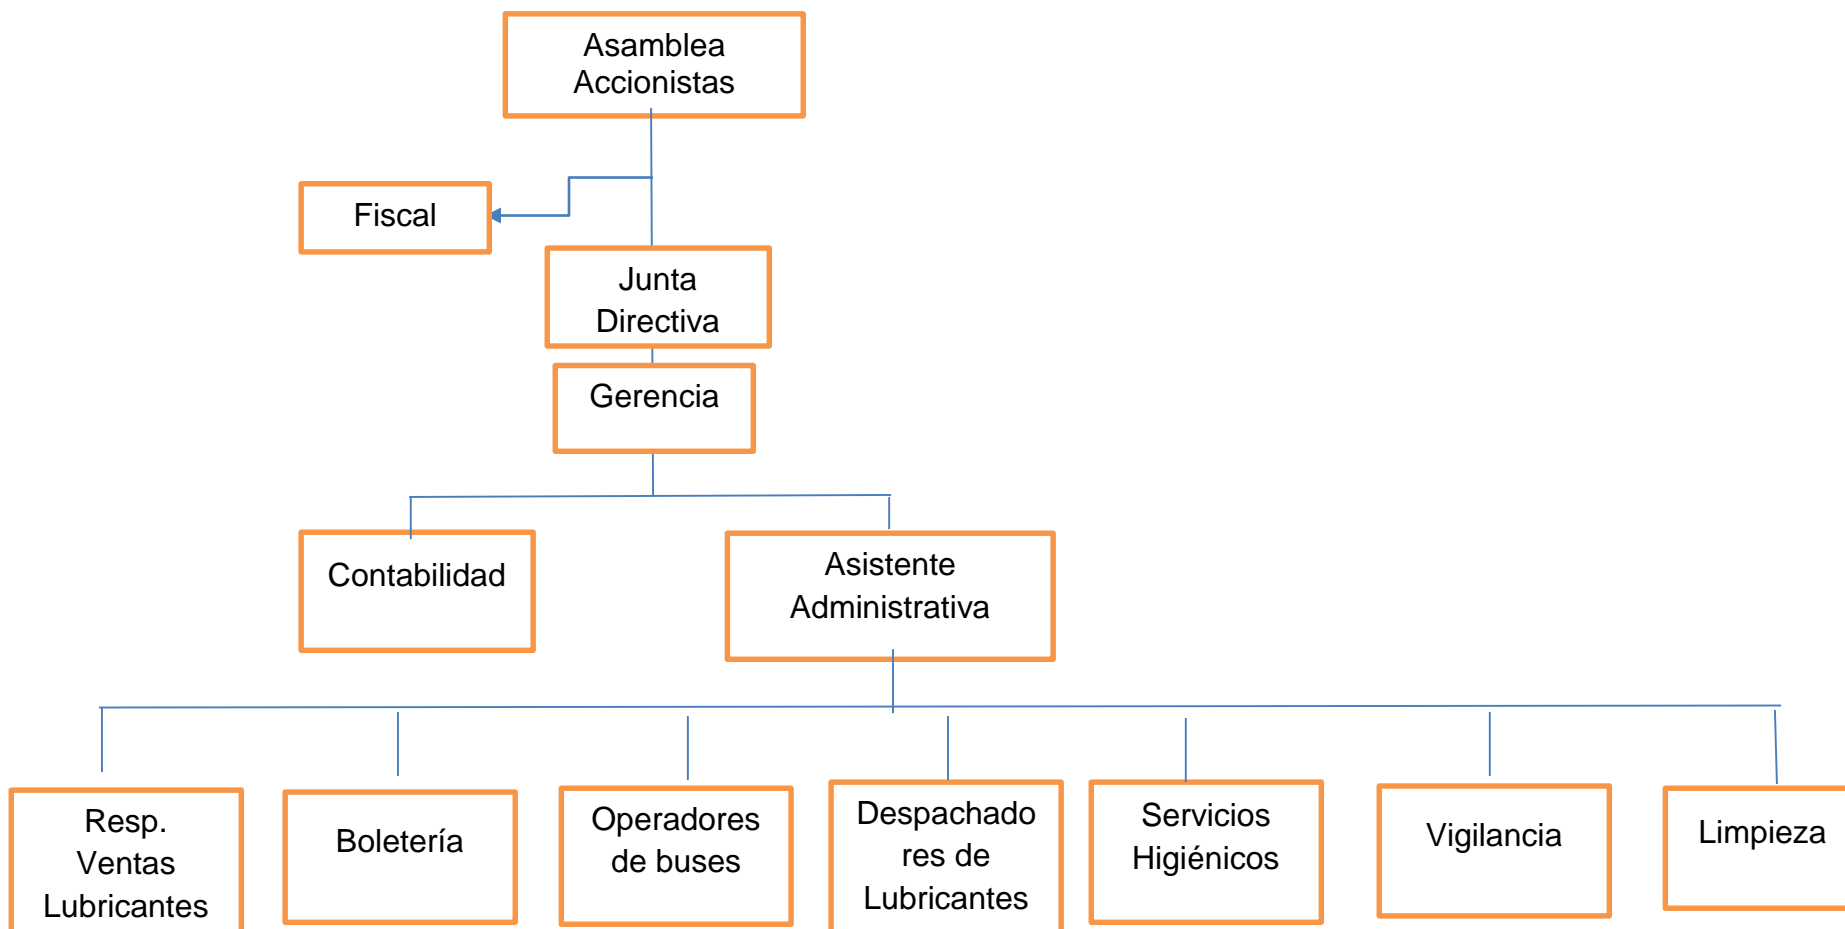 Asamblea
Accionistas
Fiscal
Junta
Directiva
Gerencia
Contabilidad
Asistente
Administrativa
Resp.
Ventas
Lubricantes
Boletería
Operadores
de buses
Despachado
res de
Lubricantes
Servicios
Higiénicos
Vigilancia
Limpieza